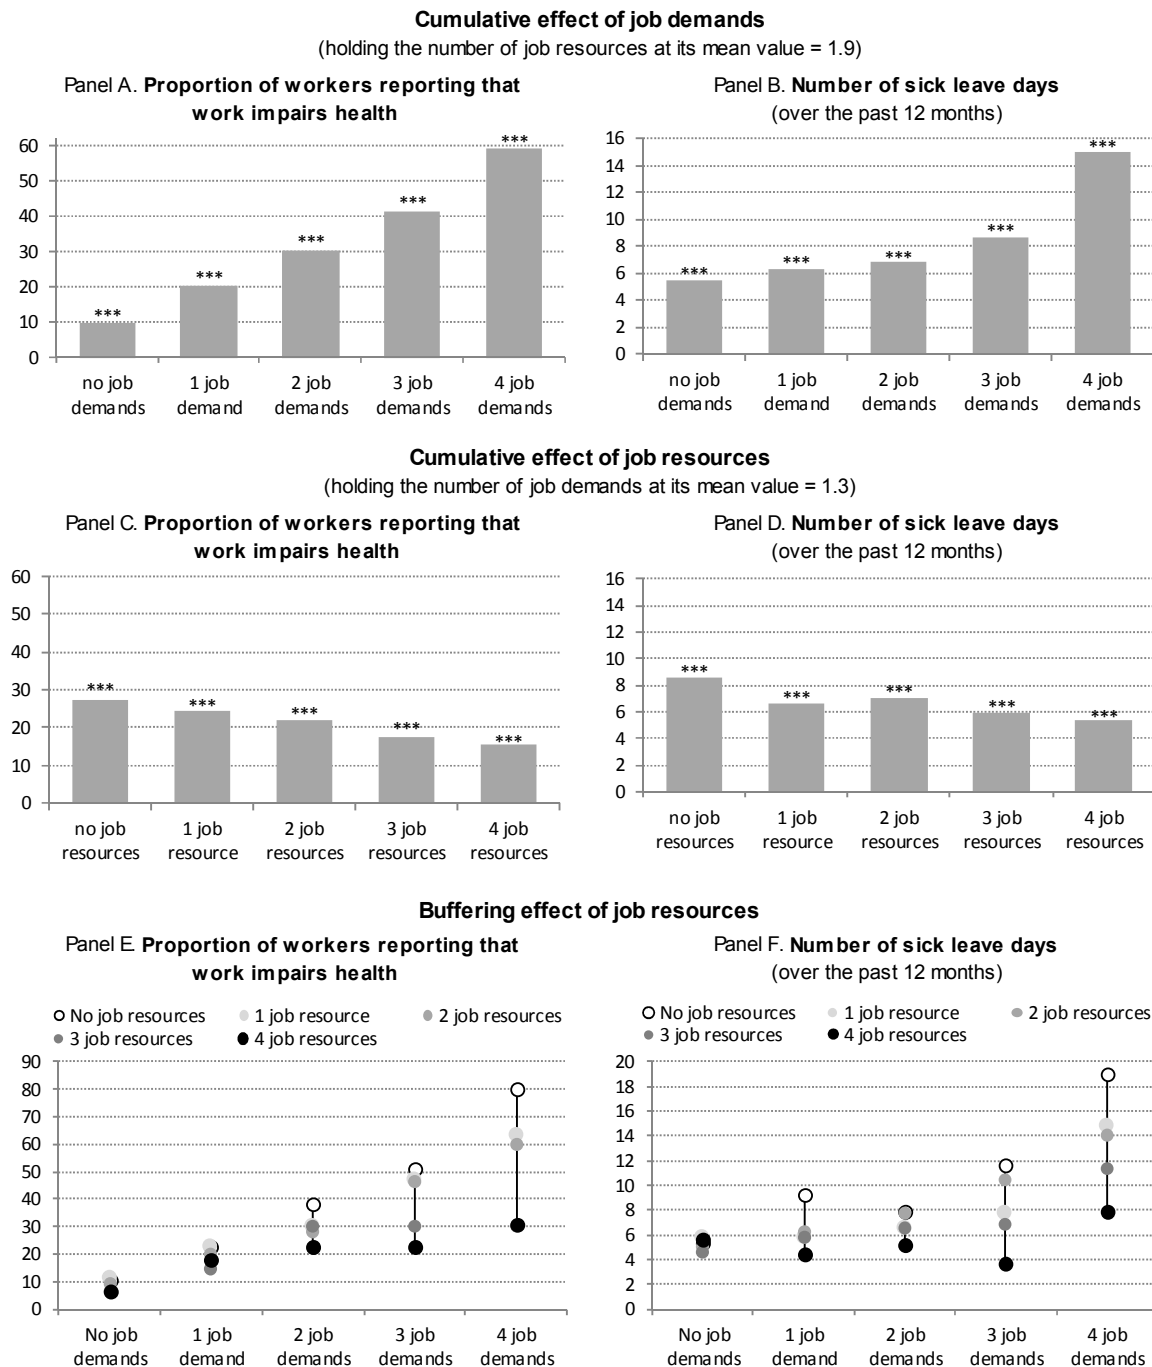 Cumulative effect of job demands
(holding the number of job resources at its mean value = 1.9)
Panel A. Proportion of workers reporting that
work impairs health
60
50
40
30
20
10
0
***
***
***
***
***
no job
demands
1 job
demand
2 job
demands
3 job
demands
4 job
demands
Panel B. Number of sick leave days
(over the past 12 months)
16
14
12
10
8
6
4
2
0
***
***
***
***
***
no job
demands
1 job
demand
2 job
demands
3 job
demands
4 job
demands
Cumulative effect of job resources
(holding the number of job demands at its mean value = 1.3)
Panel C. Proportion of workers reporting that
work impairs health
60
50
40
30
20
10
0
***
***
***
***
***
no job
resources
1 job
resource
2 job
resources
3 job
resources
4 job
resources
Panel D. Number of sick leave days
(over the past 12 months)
16
14
12
10
8
6
4
2
0
***
***
***
***
***
no job
resources
1 job
resource
2 job
resources
3 job
resources
4 job
resources
Buffering effect of job resources
Panel E. Proportion of workers reporting that
work impairs health
No job resources 1 job resource 2 job resources
3 job resources 4 job resources
90
80
70
60
50
40
30
20
10
0
No job
demands
1 job
demand
2 job
demands
3 job
demands
4 job
demands
Panel F. Number of sick leave days
(over the past 12 months)
No job resources 1 job resource 2 job resources
3 job resources 4 job resources
20
18
16
14
12
10
8
6
4
2
0
No job
demands
1 job
demand
2 job
demands
3 job
demands
4 job
demands